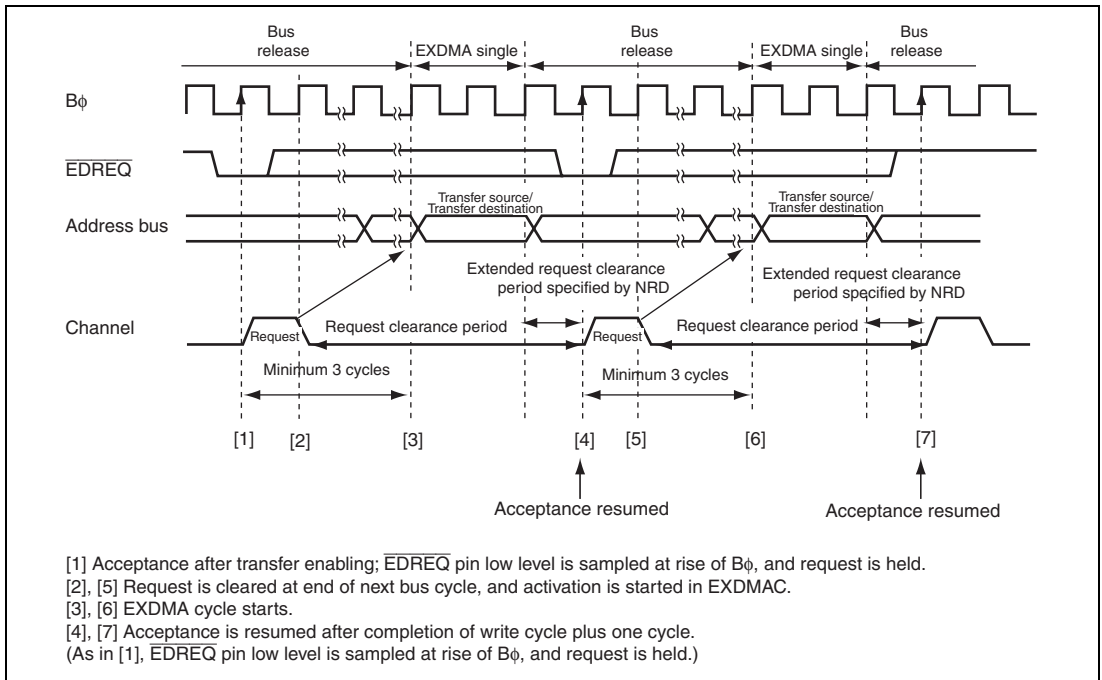 Bus release
EXDMA single
Bus release
EXDMA single
Bus release
Bϕ
EDREQ
Address bus
Transfer source/
Transfer destination
Transfer source/
Transfer destination
Extended request clearance
period specified by NRD
Extended request clearance
period specified by NRD
Channel
Request
Request clearance period
Request
Request clearance period
Minimum 3 cycles
Minimum 3 cycles
[1] [2] [3] [4] [5] [6] [7]
Acceptance resumed
Acceptance resumed
[1] Acceptance after transfer enabling; EDREQ pin low level is sampled at rise of Bϕ, and request is held.
[2], [5] Request is cleared at end of next bus cycle, and activation is started in EXDMAC.
[3], [6] EXDMA cycle starts.
[4], [7] Acceptance is resumed after completion of write cycle plus one cycle.
(As in [1], EDREQ pin low level is sampled at rise of Bϕ, and request is held.)